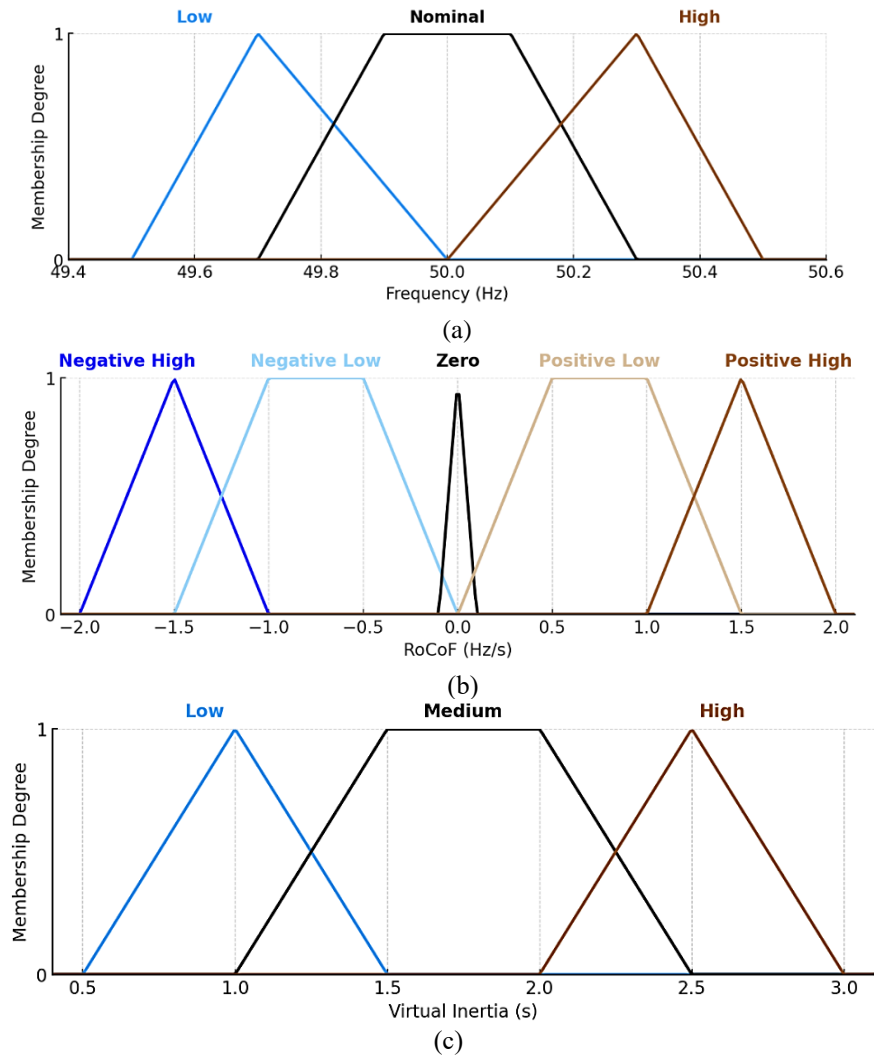 Low Nominal High
1
Membership Degree
0
49.4 49.6 49.8 50.0 50.2 50.4 50.6
Frequency (Hz)
(a)
Negative High Negative Low Zero Positive Low Positive High
1
Membership Degree
0
−2.0 −1.5 −1.0 −0.5 0.0 0.5 1.0 1.5 2.0
RoCoF (Hz/s)
(b)
Low Medium High
1
Membership Degree
0
0.5 1.0 1.5 2.0 2.5 3.0
Virtual Inertia (s)
(c)